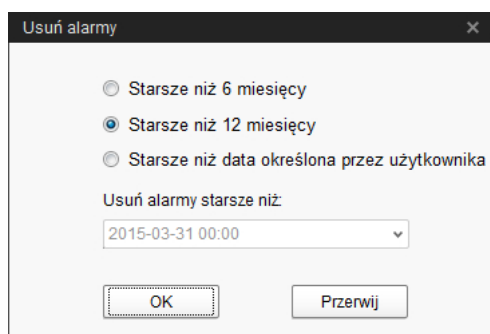 Usuń alarmy
Starsze niż 6 miesięcy
Starsze niż 12 miesięcy
Starsze niż data określona przez użytkownika
Usuń alarmy starsze niż:
2015-03-31 00:00
OK Przerwij